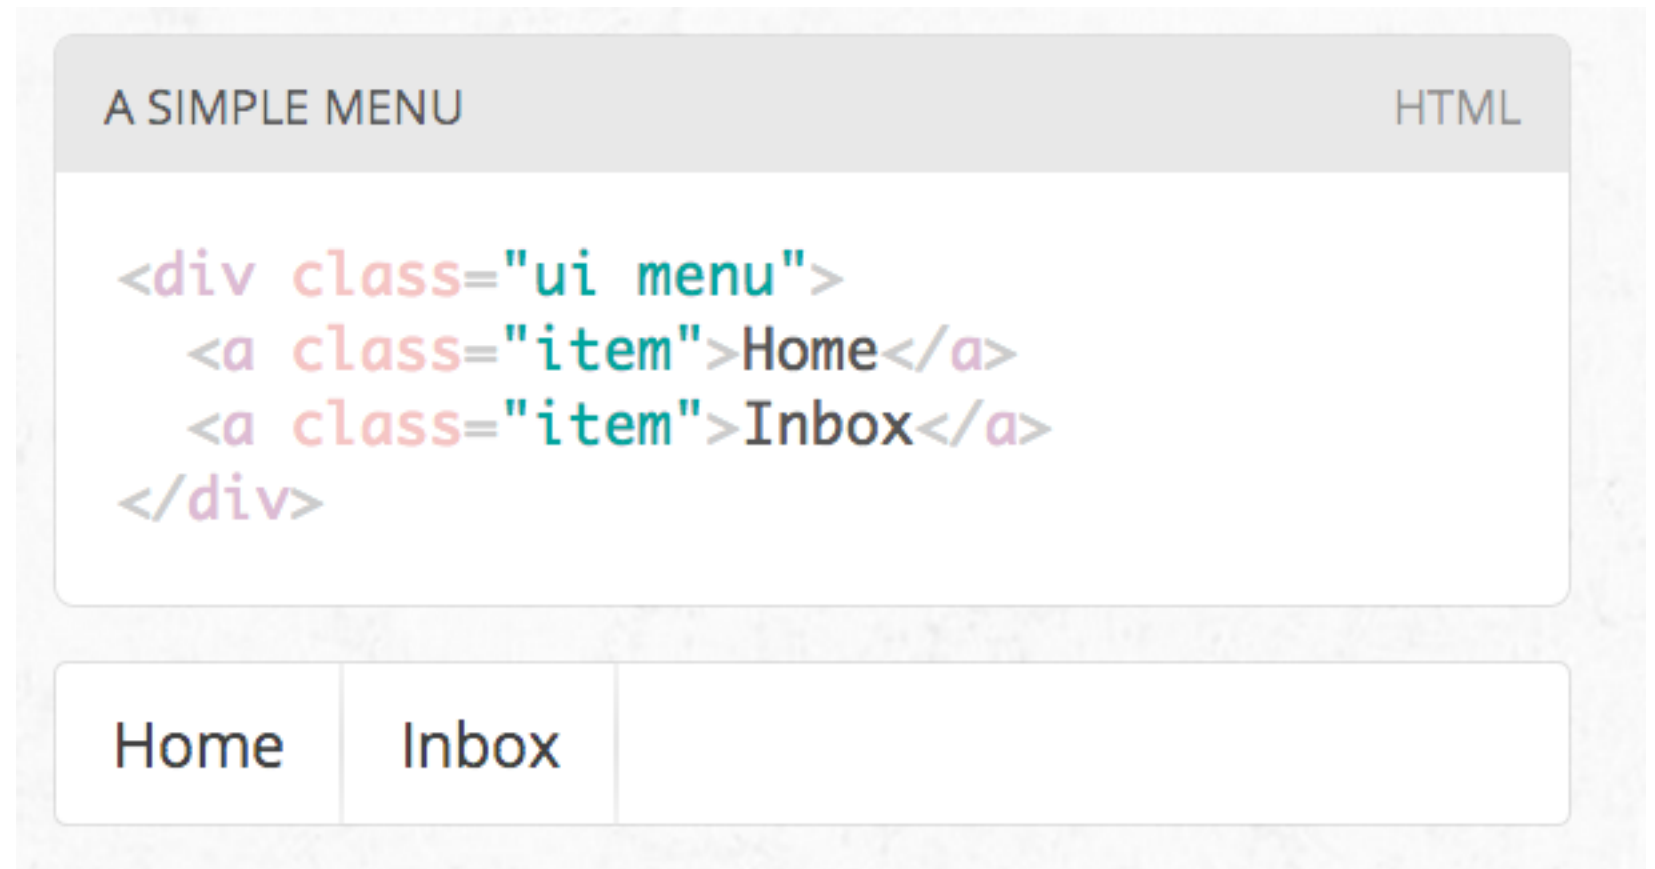 A SIMPLE MENU HTML
<div class="ui menu">
  <a class="item">Home</a>
  <a class="item">Inbox</a>
</div>
Home Inbox